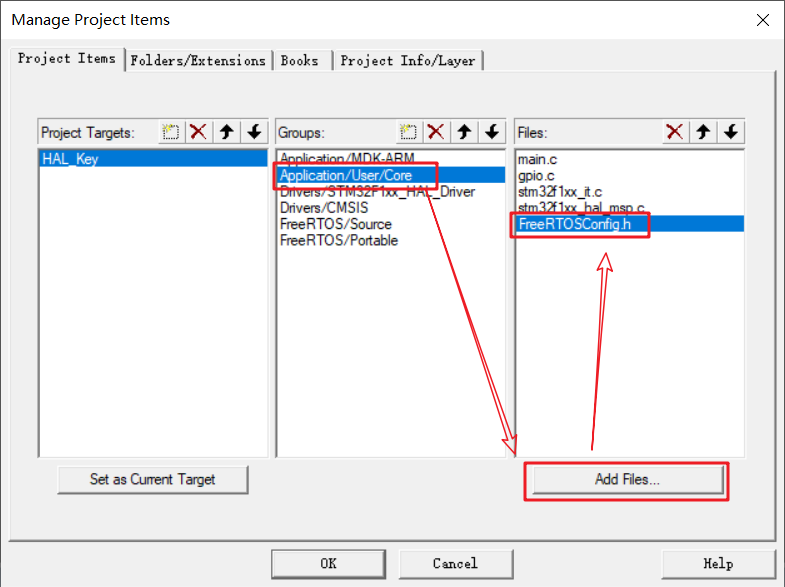 Manage Project Items
Project Items
Folders/Extensions
Books
Project Info/Layer
Project Targets:
HAL_Key
Set as Current Target
Groups:
Application/MDK-ARM
Application/User/Core
Drivers/STM32F1xx_HAL_Driver
Drivers/CMSIS
FreeRTOS/Source
FreeRTOS/Portable
Files:
main.c
gpio.c
stm32f1xx_it.c
stm32f1xx_hal_msp.c
FreeRTOSConfig.h
Add Files...
OK
Cancel
Help